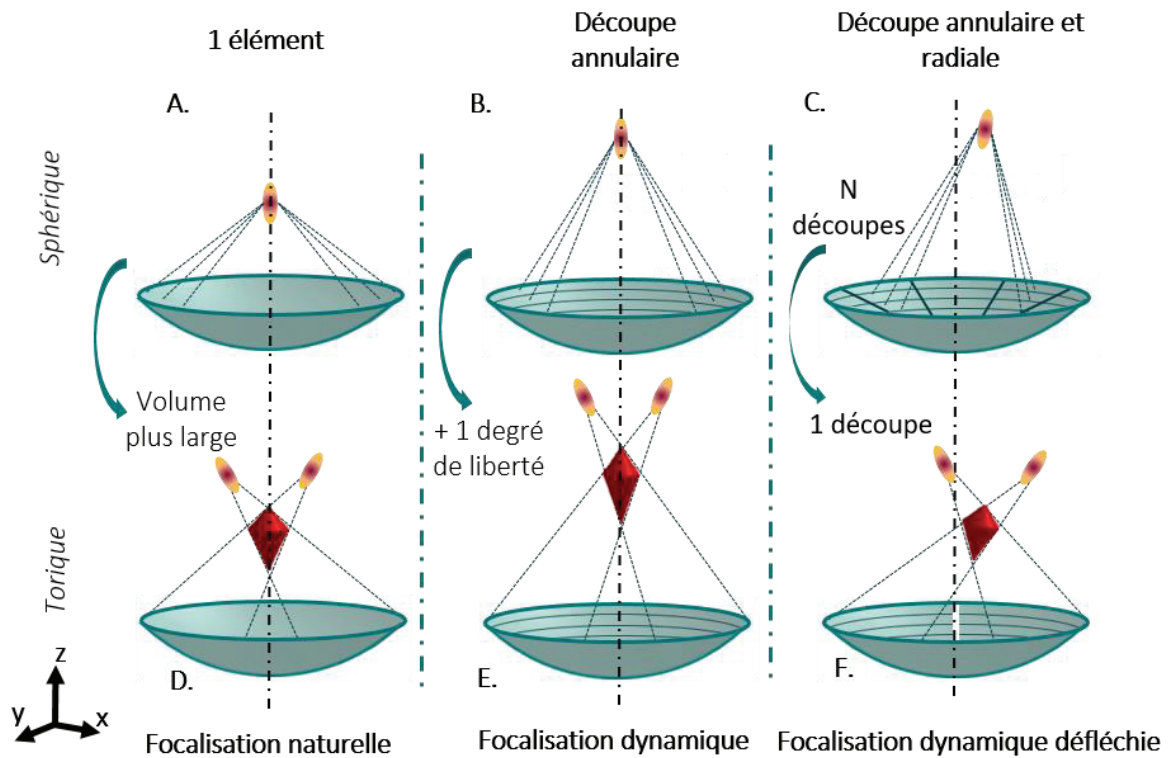 1 élément
Découpe
annulaire
Découpe annulaire et
radiale
A.
B.
C.
Sphérique
N
découpes
Volume
plus large
+ 1 degré
de liberté
1 découpe
Torique
D.
E.
F.
z
y
x
Focalisation naturelle
Focalisation dynamique
Focalisation dynamique défléchie